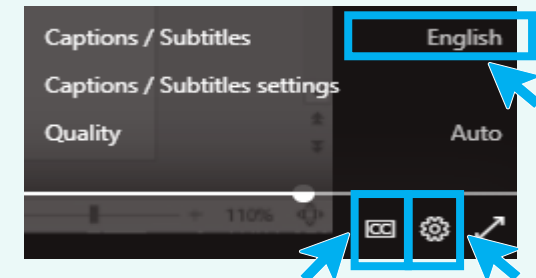 Captions / Subtitles English
Captions / Subtitles settings
Quality Auto
110%
CC